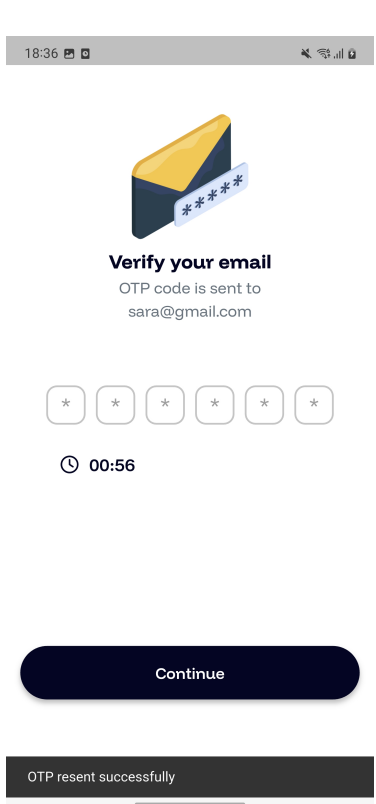 18:36
Verify your email
OTP code is sent to
sara@gmail.com
* * * * * *
00:56
Continue
OTP resent successfully